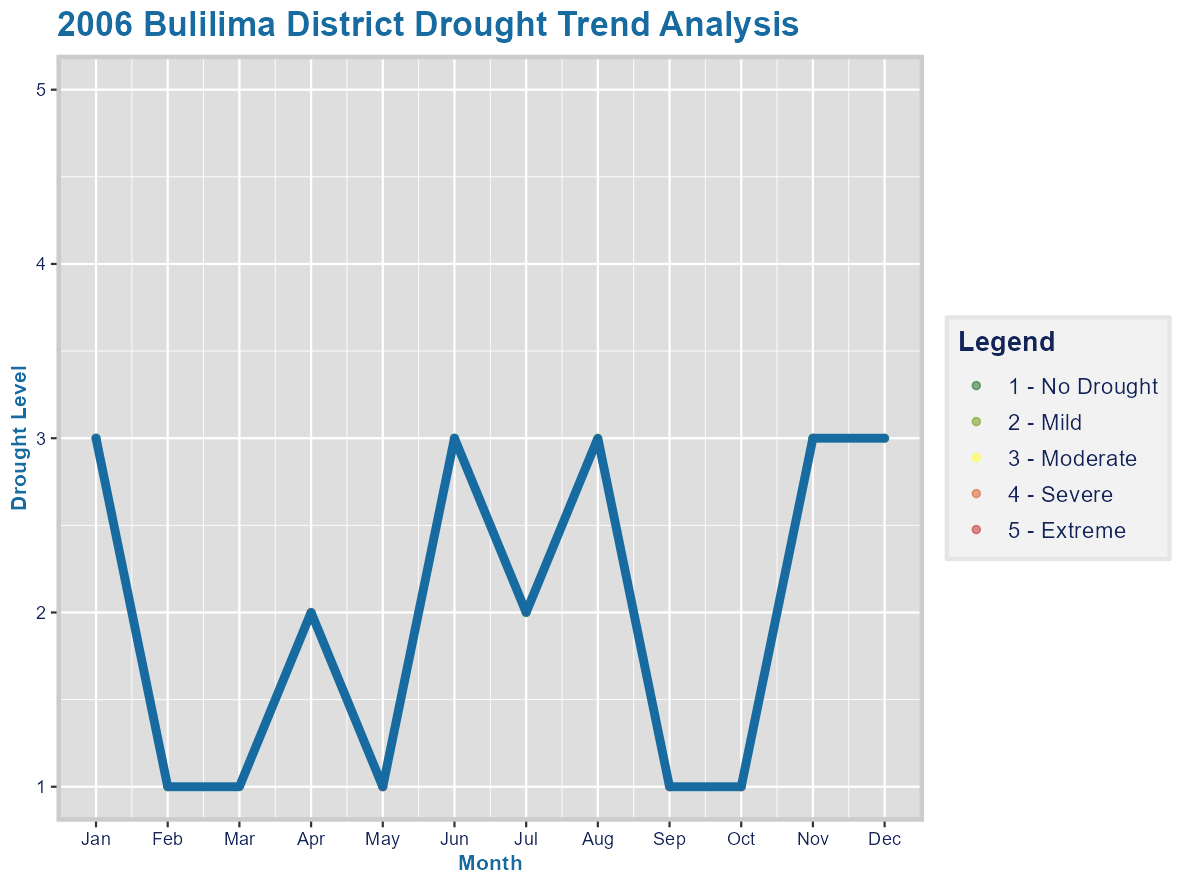 2006 Bulilima District Drought Trend Analysis
5
4
3
2
1
Drought Level
Jan Feb Mar Apr May Jun Jul Aug Sep Oct Nov Dec
Month
Legend
1 - No Drought
2 - Mild
3 - Moderate
4 - Severe
5 - Extreme